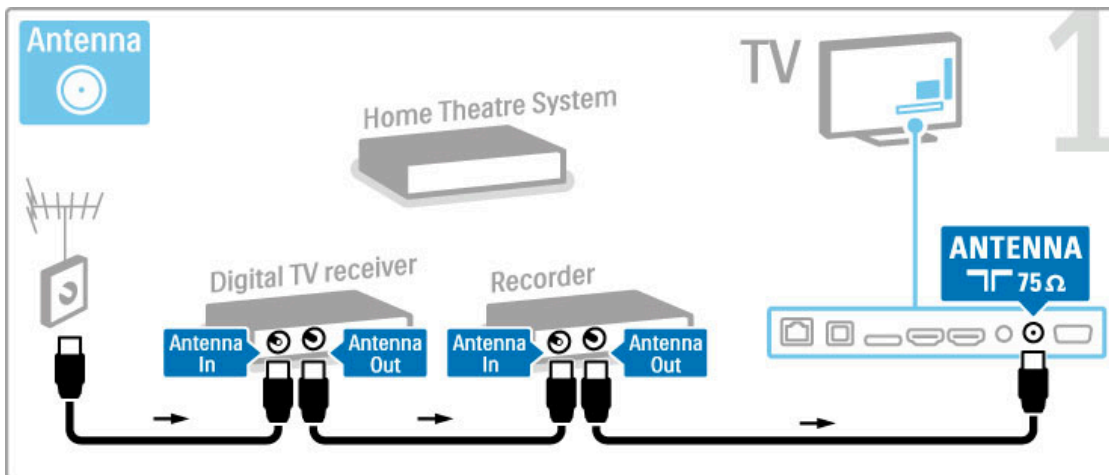 Antenna
TV
1
Home Theatre System
Digital TV receiver
Recorder
ANTENNA
75 Ω
Antenna
In
Antenna
Out
Antenna
In
Antenna
Out